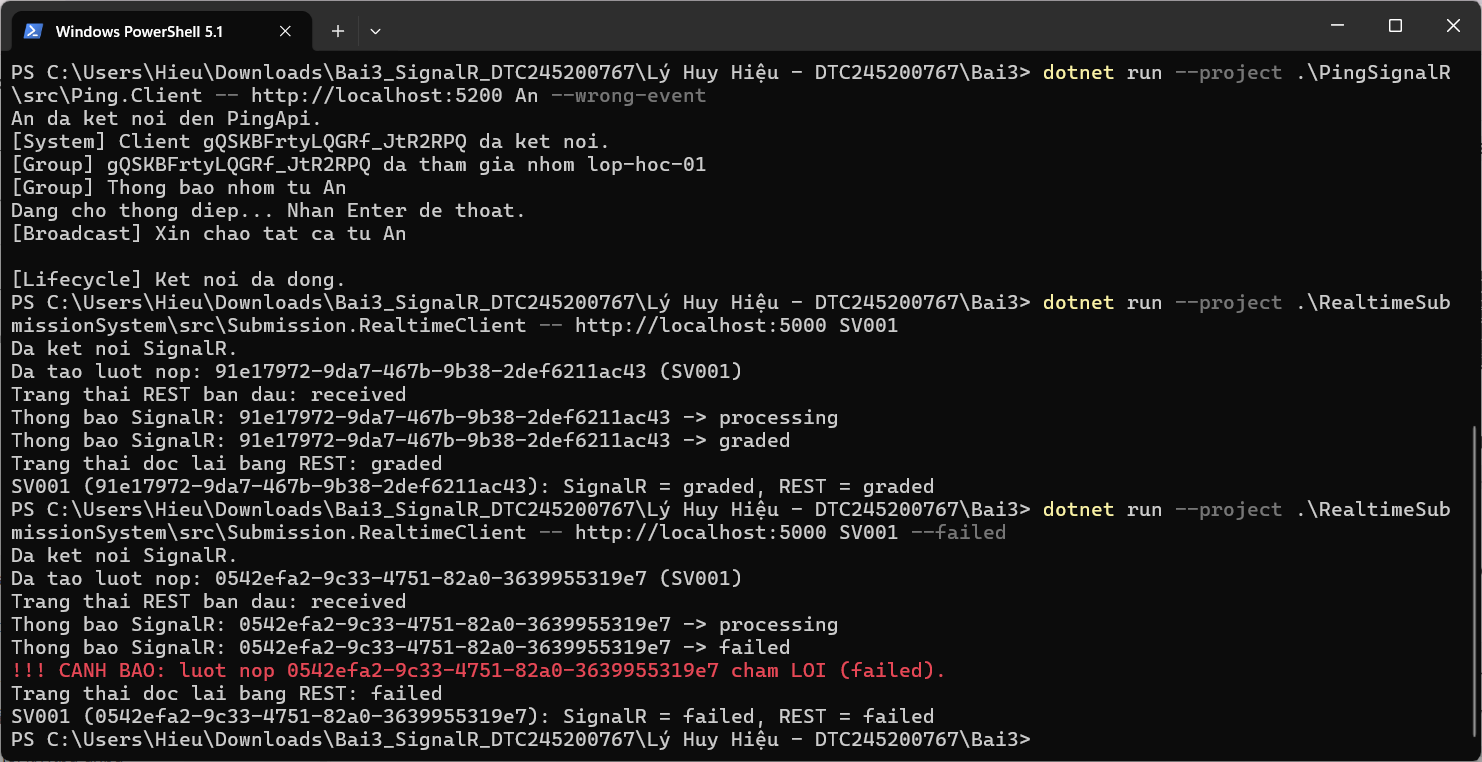 Windows PowerShell 5.1
PS C:\Users\Hieu\Downloads\Bai3_SignalR_DTC245200767\Lý Huy Hiệu - DTC245200767\Bai3> dotnet run --project .\PingSignalR
\src\Ping.Client -- http://localhost:5200 An --wrong-event
An da ket noi den PingApi.
[System] Client gQSKBFrtyLQGRf_JtR2RPQ da ket noi.
[Group] gQSKBFrtyLQGRf_JtR2RPQ da tham gia nhom lop-hoc-01
[Group] Thong bao nhom tu An
Dang cho thong diep... Nhan Enter de thoat.
[Broadcast] Xin chao tat ca tu An
[Lifecycle] Ket noi da dong.
PS C:\Users\Hieu\Downloads\Bai3_SignalR_DTC245200767\Lý Huy Hiệu - DTC245200767\Bai3> dotnet run --project .\RealtimeSub
missionSystem\src\Submission.RealtimeClient -- http://localhost:5000 SV001
Da ket noi SignalR.
Da tao luot nop: 91e17972-9da7-467b-9b38-2def6211ac43 (SV001)
Trang thai REST ban dau: received
Thong bao SignalR: 91e17972-9da7-467b-9b38-2def6211ac43 -> processing
Thong bao SignalR: 91e17972-9da7-467b-9b38-2def6211ac43 -> graded
Trang thai doc lai bang REST: graded
SV001 (91e17972-9da7-467b-9b38-2def6211ac43): SignalR = graded, REST = graded
PS C:\Users\Hieu\Downloads\Bai3_SignalR_DTC245200767\Lý Huy Hiệu - DTC245200767\Bai3> dotnet run --project .\RealtimeSub
missionSystem\src\Submission.RealtimeClient -- http://localhost:5000 SV001 --failed
Da ket noi SignalR.
Da tao luot nop: 0542efa2-9c33-4751-82a0-3639955319e7 (SV001)
Trang thai REST ban dau: received
Thong bao SignalR: 0542efa2-9c33-4751-82a0-3639955319e7 -> processing
Thong bao SignalR: 0542efa2-9c33-4751-82a0-3639955319e7 -> failed
!!! CANH BAO: luot nop 0542efa2-9c33-4751-82a0-3639955319e7 cham LOI (failed).
Trang thai doc lai bang REST: failed
SV001 (0542efa2-9c33-4751-82a0-3639955319e7): SignalR = failed, REST = failed
PS C:\Users\Hieu\Downloads\Bai3_SignalR_DTC245200767\Lý Huy Hiệu - DTC245200767\Bai3>